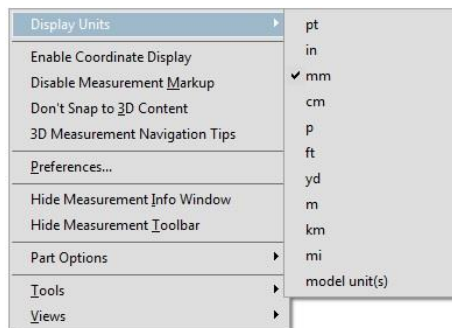 Display Units
Enable Coordinate Display
Disable Measurement Markup
Don't Snap to 3D Content
3D Measurement Navigation Tips
Preferences...
Hide Measurement Info Window
Hide Measurement Toolbar
Part Options
Tools
Views
pt
in
mm
cm
p
ft
yd
m
km
mi
model unit(s)